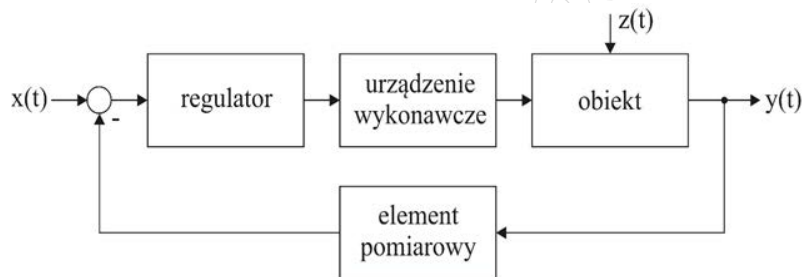 z(t)
x(t)
-
regulator
urządzenie
wykonawcze
obiekt
y(t)
element
pomiarowy